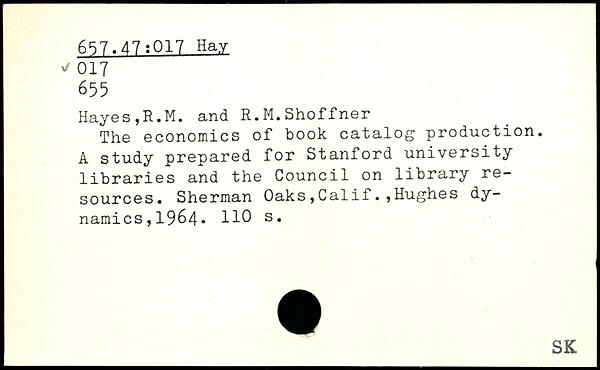 657.47:017 Hay
✓ 017
655
Hayes,R.M. and R.M.Shoffner
The economics of book catalog production.
A study prepared for Stanford university
libraries and the Council on library re-
sources. Sherman Oaks,Calif.,Hughes dy-
namics,1964. 110 s.
SK